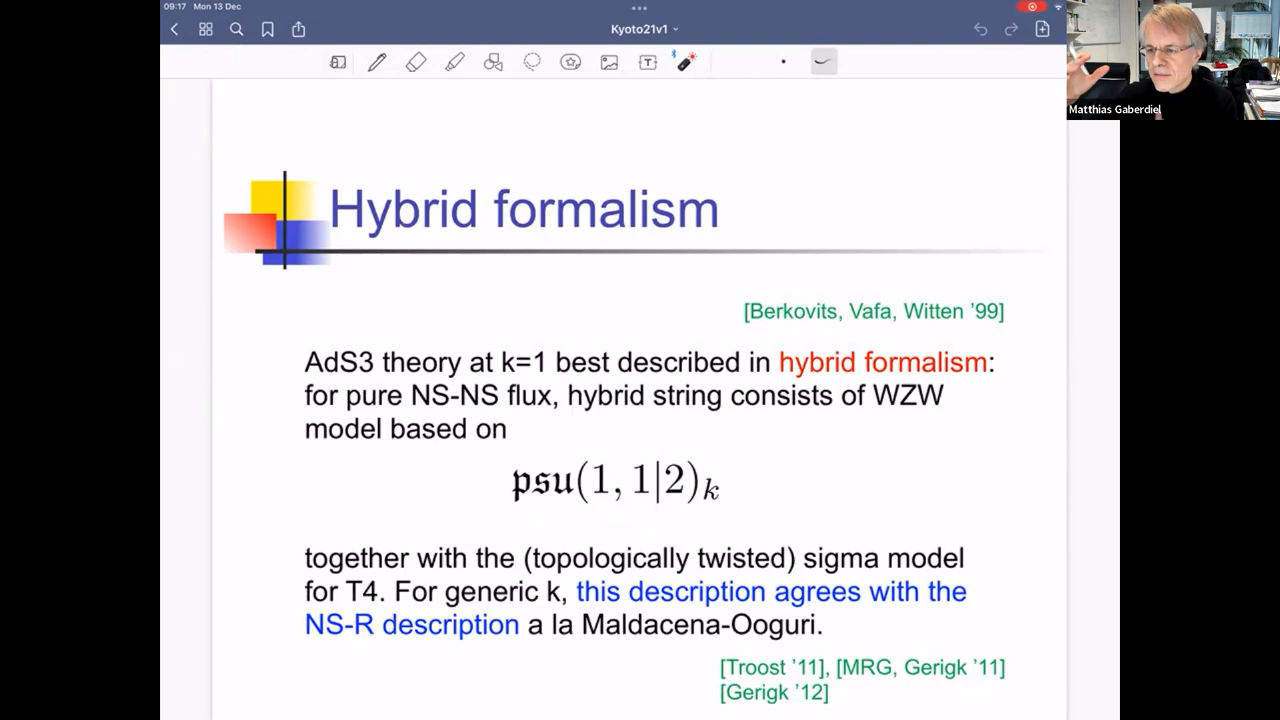 09:17 Mon 13 Dec
Kyoto21v1
Matthias Gaberdiel
Hybrid formalism
[Berkovits, Vafa, Witten '99]
AdS3 theory at k=1 best described in hybrid formalism:
for pure NS-NS flux, hybrid string consists of WZW
model based on
𝔭𝔰𝔲(1, 1|2)ₖ
together with the (topologically twisted) sigma model
for T4. For generic k, this description agrees with the
NS-R description a la Maldacena-Ooguri.
[Troost '11], [MRG, Gerigk '11]
[Gerigk '12]